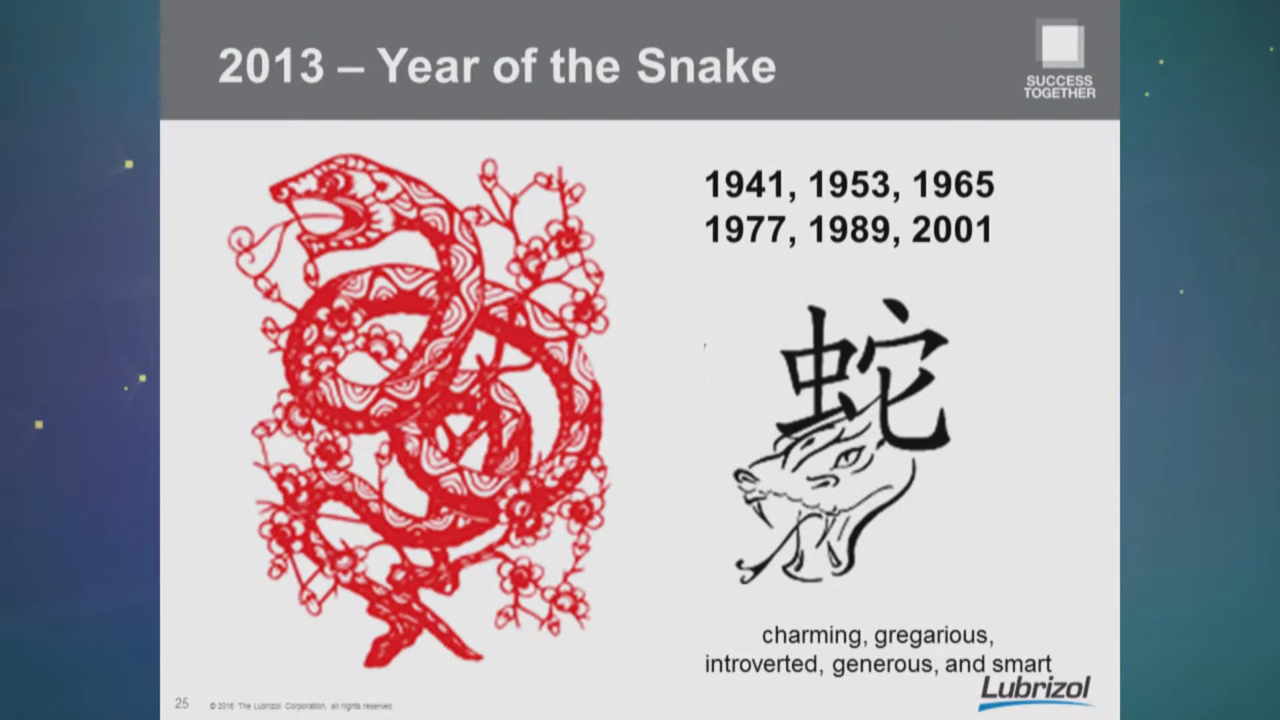 2013 – Year of the Snake
SUCCESS
TOGETHER
1941, 1953, 1965
1977, 1989, 2001
蛇
charming, gregarious,
introverted, generous, and smart
Lubrizol
25
© 2016 The Lubrizol Corporation, all rights reserved.